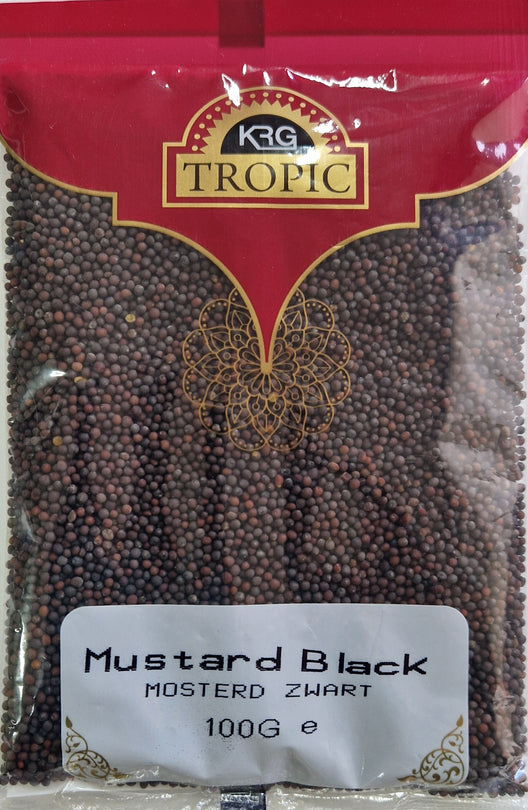 KRG
TROPIC
Mustard Black
MOSTERD ZWART
100G e